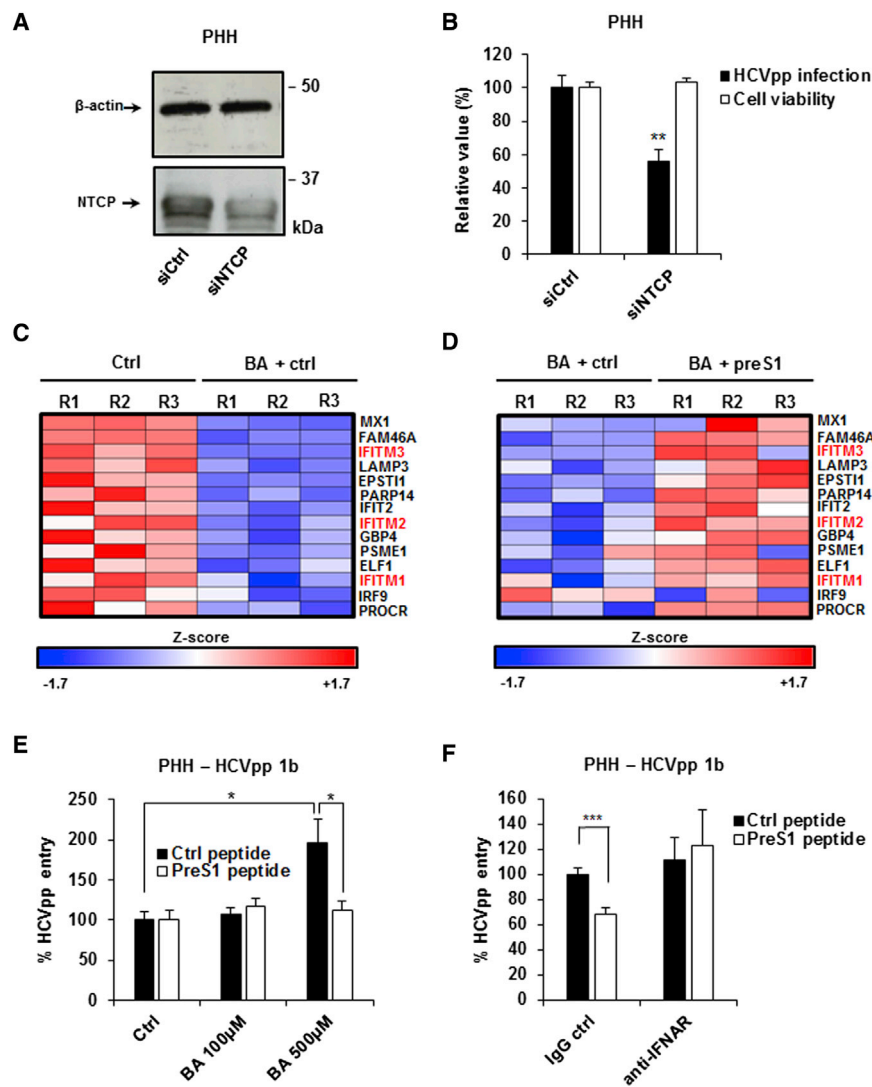 A
PHH
β-actin
NTCP
50
37
kDa
siCtrl
siNTCP
B
PHH
Relative value (%)
120
100
80
60
40
20
0
**
HCVpp infection
Cell viability
siCtrl
siNTCP
C
Ctrl
BA + ctrl
R1 R2 R3 R1 R2 R3
MX1
FAM46A
IFITM3
LAMP3
EPSTI1
PARP14
IFIT2
IFITM2
GBP4
PSME1
ELF1
IFITM1
IRF9
PROCR
Z-score
-1.7 +1.7
D
BA + ctrl
BA + preS1
R1 R2 R3 R1 R2 R3
MX1
FAM46A
IFITM3
LAMP3
EPSTI1
PARP14
IFIT2
IFITM2
GBP4
PSME1
ELF1
IFITM1
IRF9
PROCR
Z-score
-1.7 +1.7
E
PHH – HCVpp 1b
% HCVpp entry
250
200
150
100
50
0
* *
Ctrl peptide
PreS1 peptide
Ctrl
BA 100µM
BA 500µM
F
PHH – HCVpp 1b
% HCVpp entry
160
140
120
100
80
60
40
20
0
***
Ctrl peptide
PreS1 peptide
IgG ctrl
anti-IFNAR